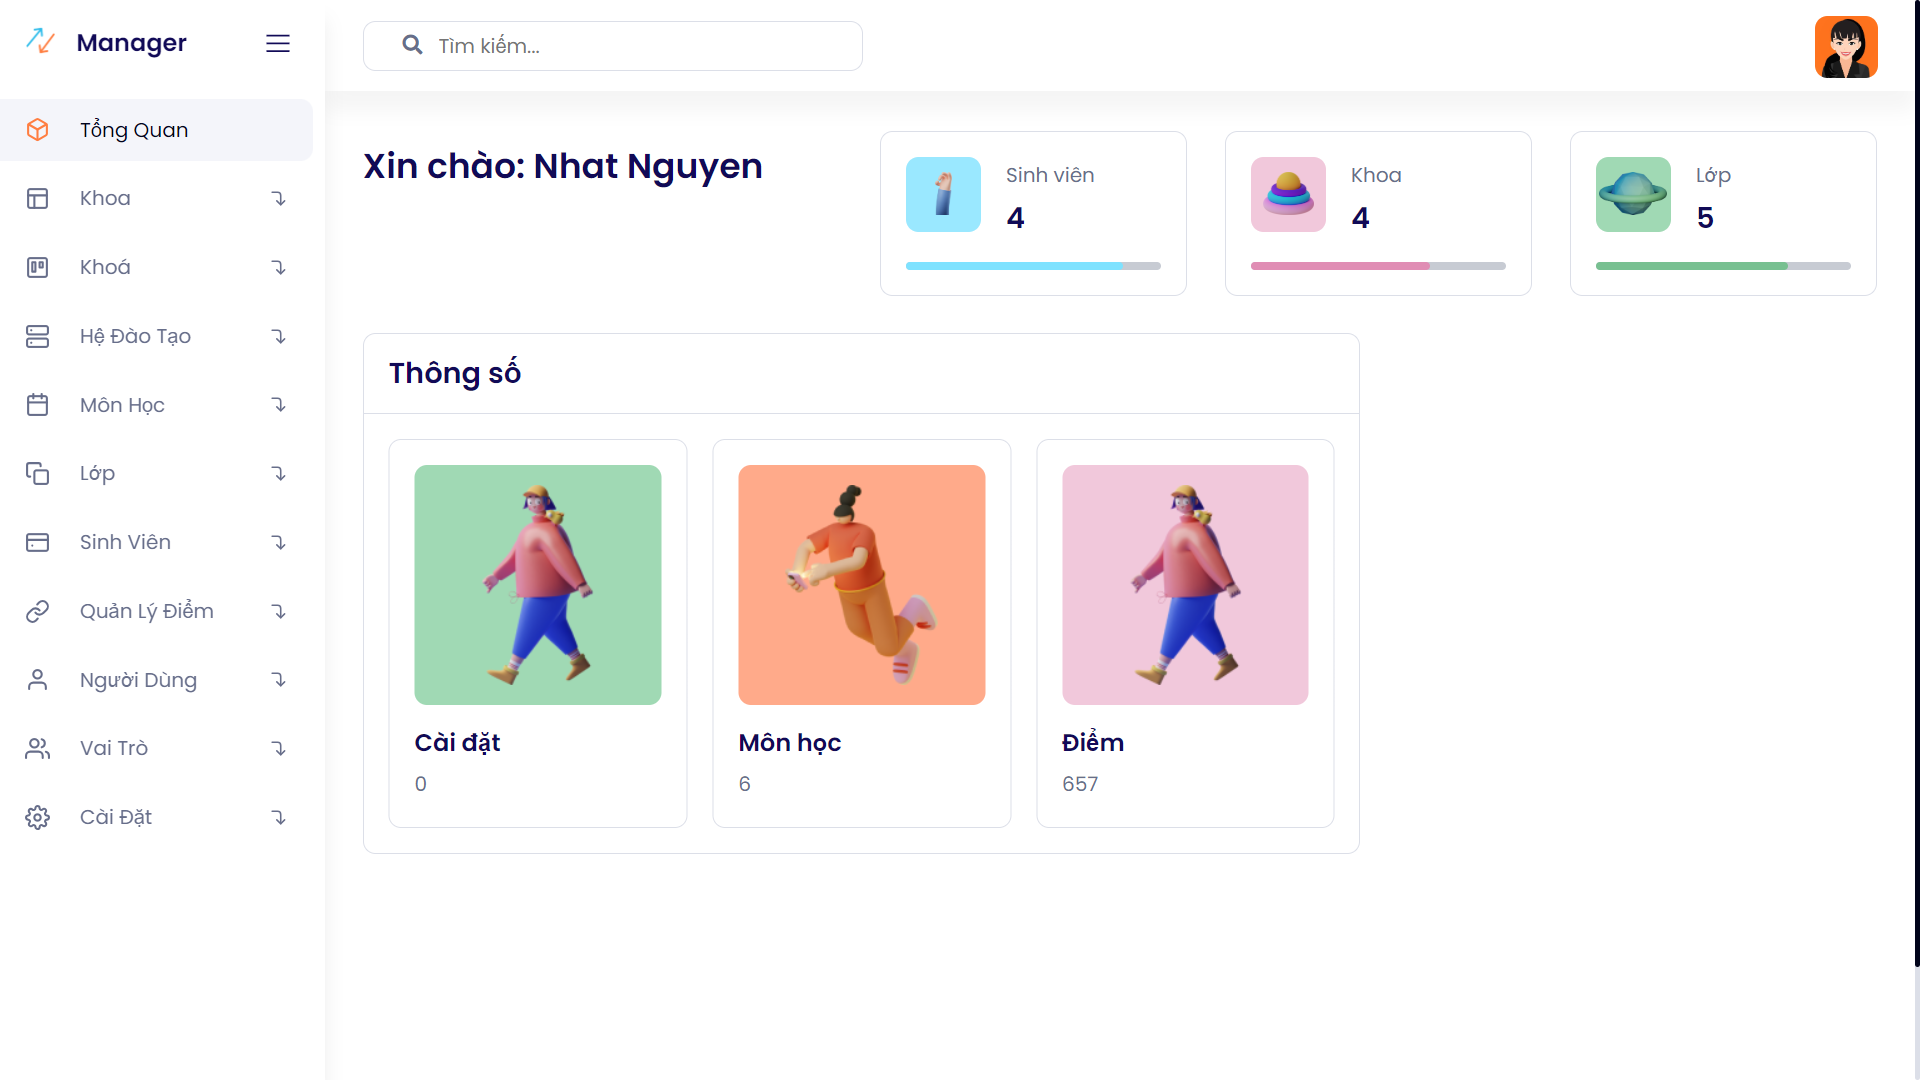 Manager
Tìm kiếm...
Tổng Quan
Khoa
Khoá
Hệ Đào Tạo
Môn Học
Lớp
Sinh Viên
Quản Lý Điểm
Người Dùng
Vai Trò
Cài Đặt
Xin chào: Nhat Nguyen
Sinh viên
4
Khoa
4
Lớp
5
Thông số
Cài đặt
0
Môn học
6
Điểm
657